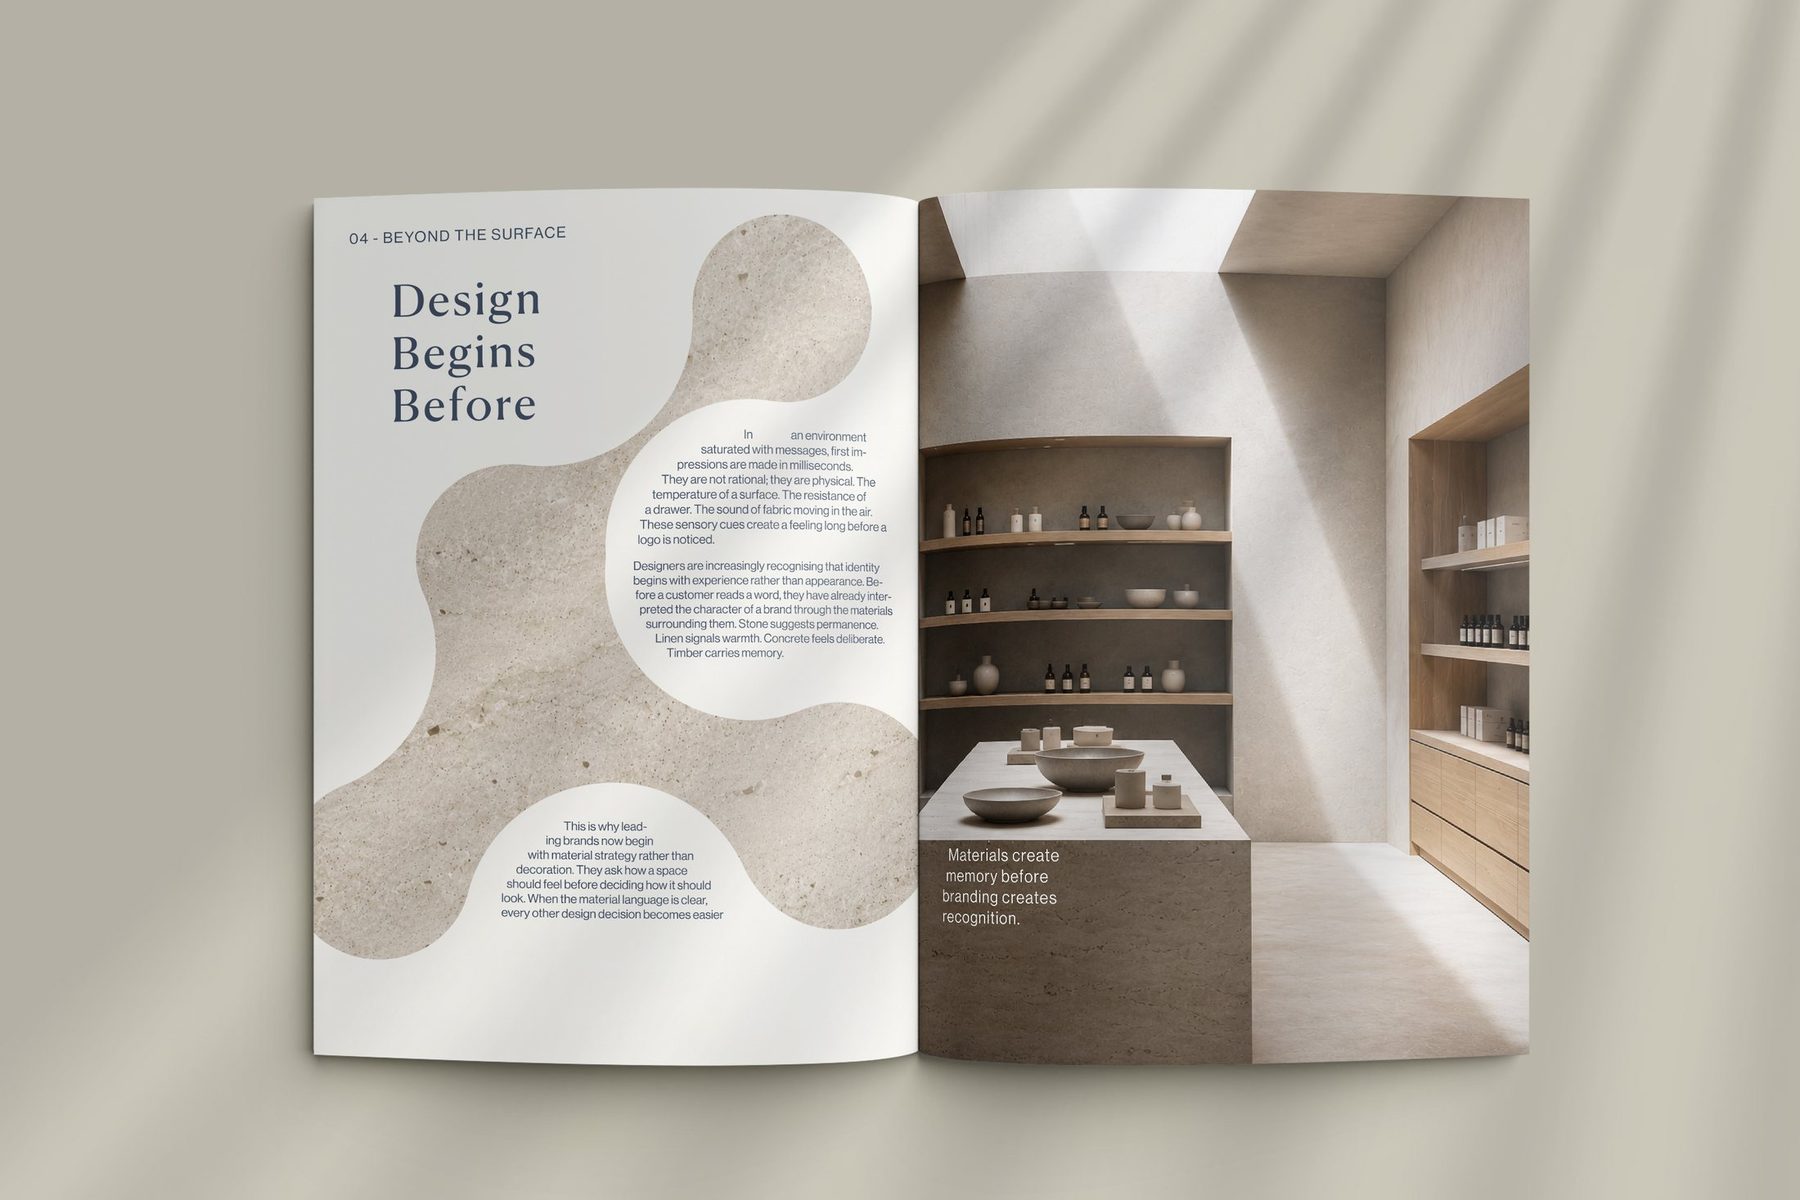 04 - BEYOND THE SURFACE
Design
Begins
Before
In an environment
saturated with messages, first im-
pressions are made in milliseconds.
They are not rational; they are physical. The
temperature of a surface. The resistance of
a drawer. The sound of fabric moving in the air.
These sensory cues create a feeling long before a
logo is noticed.
Designers are increasingly recognising that identity
begins with experience rather than appearance. Be-
fore a customer reads a word, they have already inter-
preted the character of a brand through the materials
surrounding them. Stone suggests permanence.
Linen signals warmth. Concrete feels deliberate.
Timber carries memory.
This is why lead-
ing brands now begin
with material strategy rather than
decoration. They ask how a space
should feel before deciding how it should
look. When the material language is clear,
every other design decision becomes easier
Materials create
memory before
branding creates
recognition.